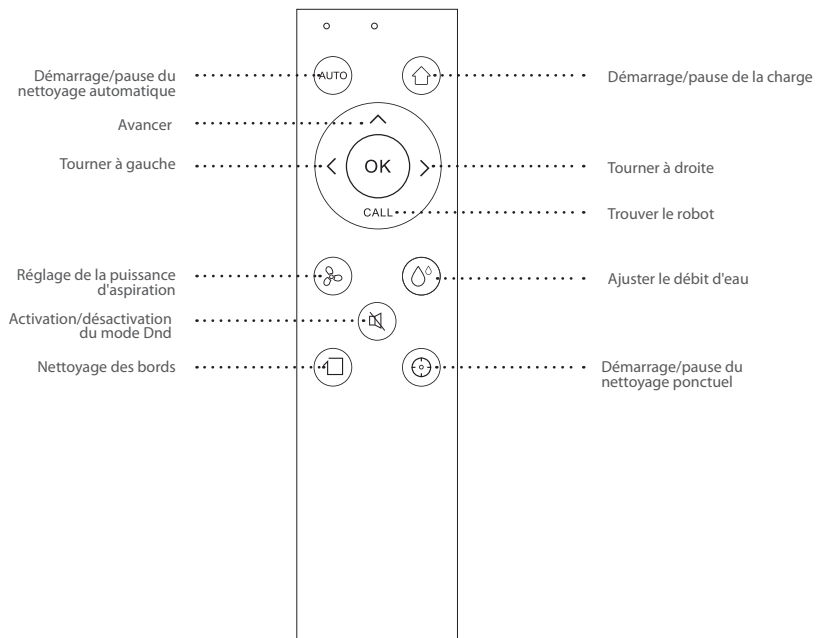 AUTO
Démarrage/pause du
nettoyage automatique
Démarrage/pause de la charge
Avancer
Tourner à gauche
OK
Tourner à droite
CALL
Trouver le robot
Réglage de la puissance
d'aspiration
Ajuster le débit d'eau
Activation/désactivation
du mode Dnd
Nettoyage des bords
Démarrage/pause du
nettoyage ponctuel